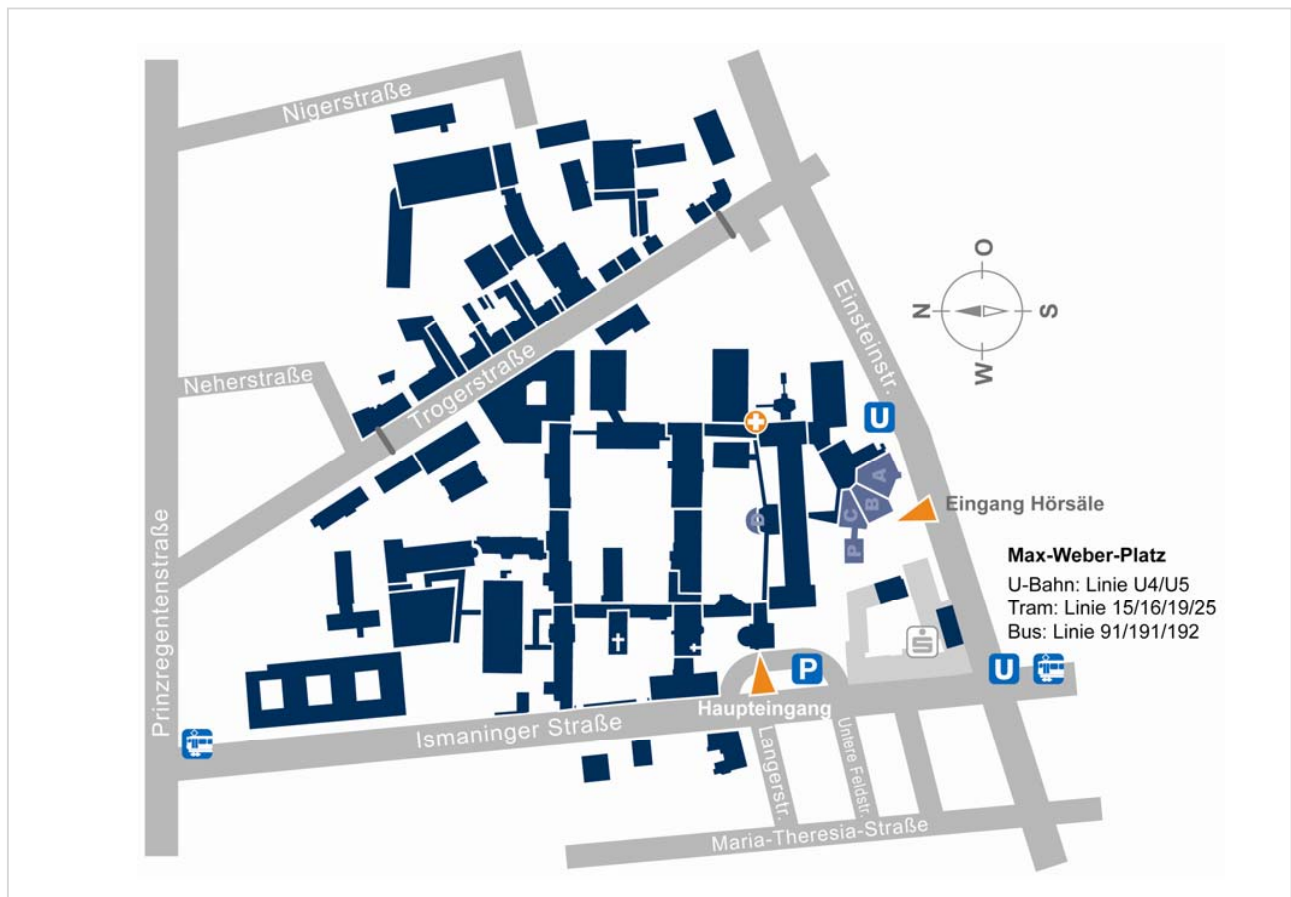 Nigerstraße
Neherstraße
Trogerstraße
Prinzregentenstraße
Einsteinstr.
O
N
S
W
U
A
B
C
P
D
Eingang Hörsäle
Max-Weber-Platz
U-Bahn: Linie U4/U5
Tram: Linie 15/16/19/25
Bus: Linie 91/191/192
P
U
Haupteingang
Ismaninger Straße
Langerstr.
Untere Feldstr.
Maria-Theresia-Straße